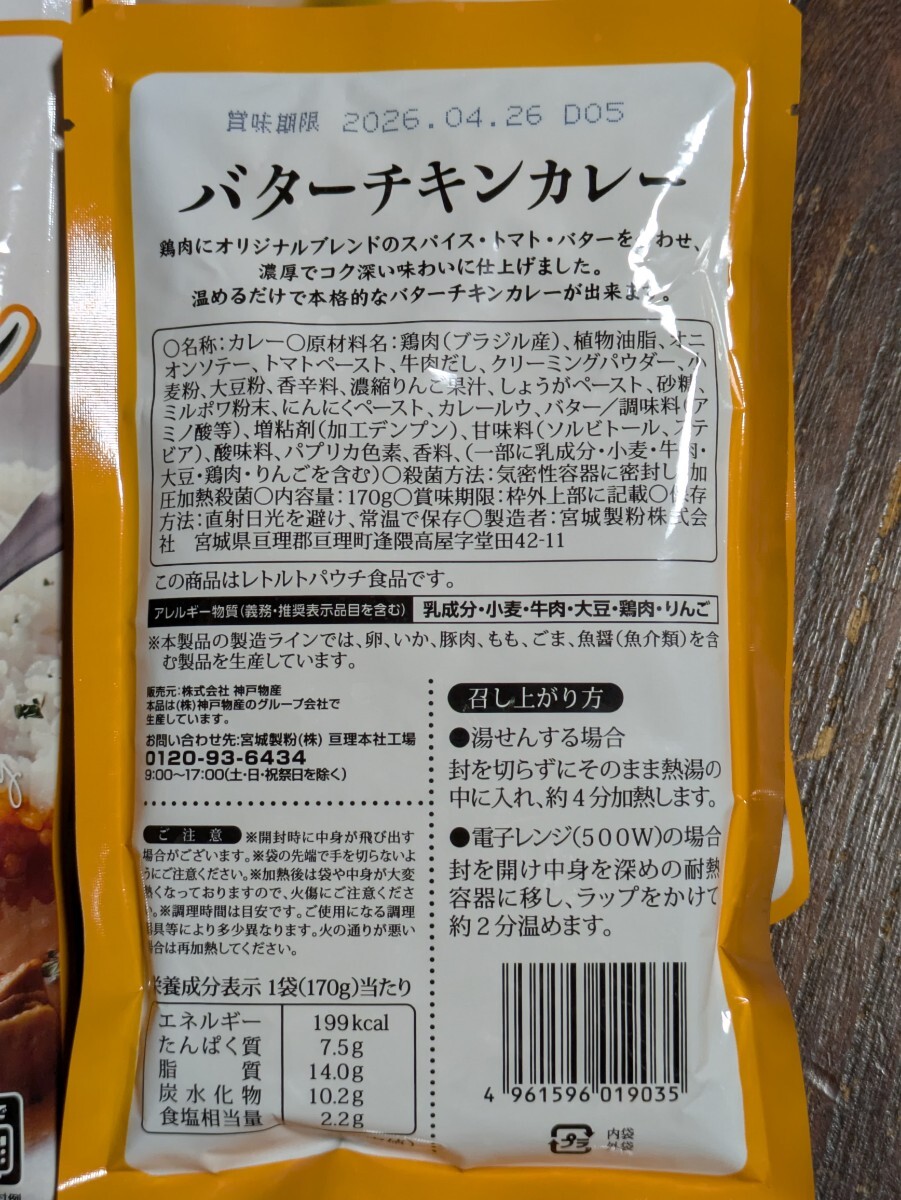 賞味期限 2026.04.26 D05
バターチキンカレー
鶏肉にオリジナルブレンドのスパイス・トマト・バターを わせ、
濃厚でコク深い味わいに仕上げました。
温めるだけで本格的なバターチキンカレーが出来ます。
○名称:カレー○原材料名:鶏肉(ブラジル産)、植物油脂、オニ
オンソテー、トマトペースト、牛肉だし、クリーミングパウダー、小
麦粉、大豆粉、香辛料、濃縮りんご果汁、しょうがペースト、砂糖、
ミルポワ粉末、にんにくペースト、カレールウ、バター/調味料(ア
ミノ酸等)、増粘剤(加工デンプン)、甘味料(ソルビトール、ステ
ビア)、酸味料、パプリカ色素、香料、(一部に乳成分・小麦・牛肉・
大豆・鶏肉・りんごを含む)○殺菌方法:気密性容器に密封し、加
圧加熱殺菌○内容量:170g○賞味期限:枠外上部に記載○保存
方法:直射日光を避け、常温で保存○製造者:宮城製粉株式会
社 宮城県亘理郡亘理町逢隈高屋字堂田42-11
この商品はレトルトパウチ食品です。
アレルギー物質(義務・推奨表示品目を含む) 乳成分・小麦・牛肉・大豆・鶏肉・りんご
※本製品の製造ラインでは、卵、いか、豚肉、もも、ごま、魚醤(魚介類)を含
む製品を生産しています。
販売元:株式会社 神戸物産
本品は(株)神戸物産のグループ会社で
生産しています。
お問い合わせ先:宮城製粉(株) 亘理本社工場
0120-93-6434
9:00～17:00(土・日・祝祭日を除く)
ご注意 ※開封時に中身が飛び出す
場合がございます。※袋の先端で手を切らないよ
うにご注意ください。※加熱後は袋や中身が大変
熱くなっておりますので、火傷にご注意くださ
い。※調理時間は目安です。ご使用になる調理
器具等により多少異なります。火の通りが悪い
場合は再加熱してください。
栄養成分表示 1袋(170g)当たり
エネルギー 199kcal
たんぱく質 7.5g
脂質 14.0g
炭水化物 10.2g
食塩相当量 2.2g
召し上がり方
●湯せんする場合
封を切らずにそのまま熱湯の
中に入れ、約4分加熱します。
●電子レンジ(500W)の場合
封を開け中身を深めの耐熱
容器に移し、ラップをかけて
約2分温めます。
4 961596 019035
プラ 内袋
外袋